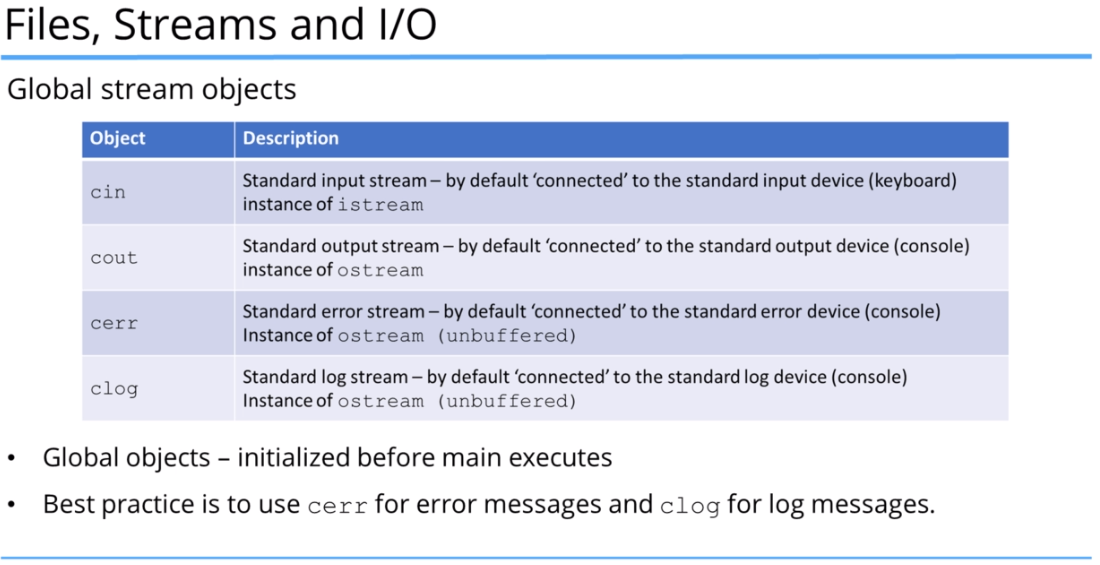 Files, Streams and I/O
Global stream objects
Object Description
cin Standard input stream – by default ‘connected’ to the standard input device (keyboard)
instance of istream
cout Standard output stream – by default ‘connected’ to the standard output device (console)
instance of ostream
cerr Standard error stream – by default ‘connected’ to the standard error device (console)
Instance of ostream (unbuffered)
clog Standard log stream – by default ‘connected’ to the standard log device (console)
Instance of ostream (unbuffered)
• Global objects – initialized before main executes
• Best practice is to use cerr for error messages and clog for log messages.